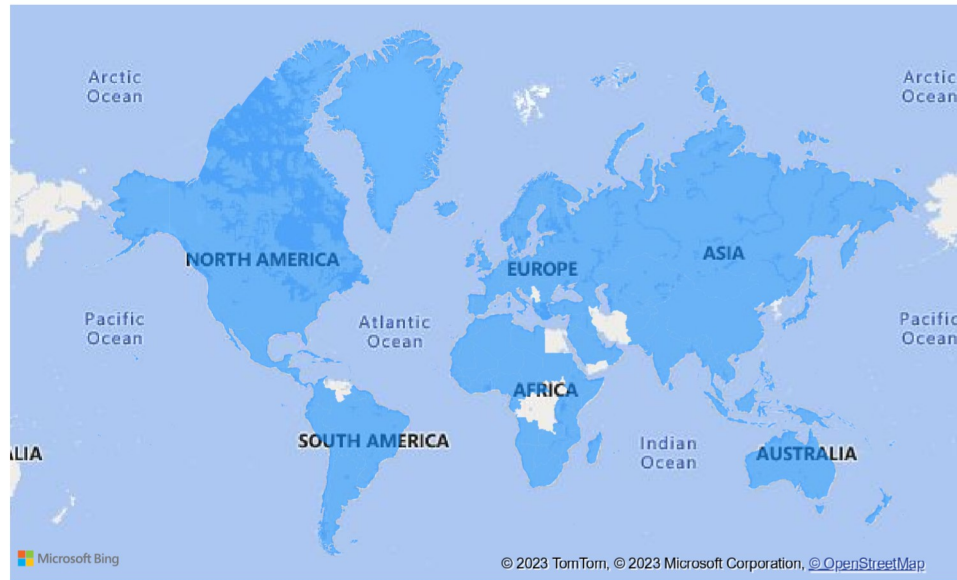 Arctic
Ocean
Arctic
Ocean
NORTH AMERICA
EUROPE
ASIA
Pacific
Ocean
Atlantic
Ocean
Pacific
Ocean
AFRICA
SOUTH AMERICA
Indian
Ocean
AUSTRALIA
ALIA
Microsoft Bing
© 2023 TomTom, © 2023 Microsoft Corporation, © OpenStreetMap